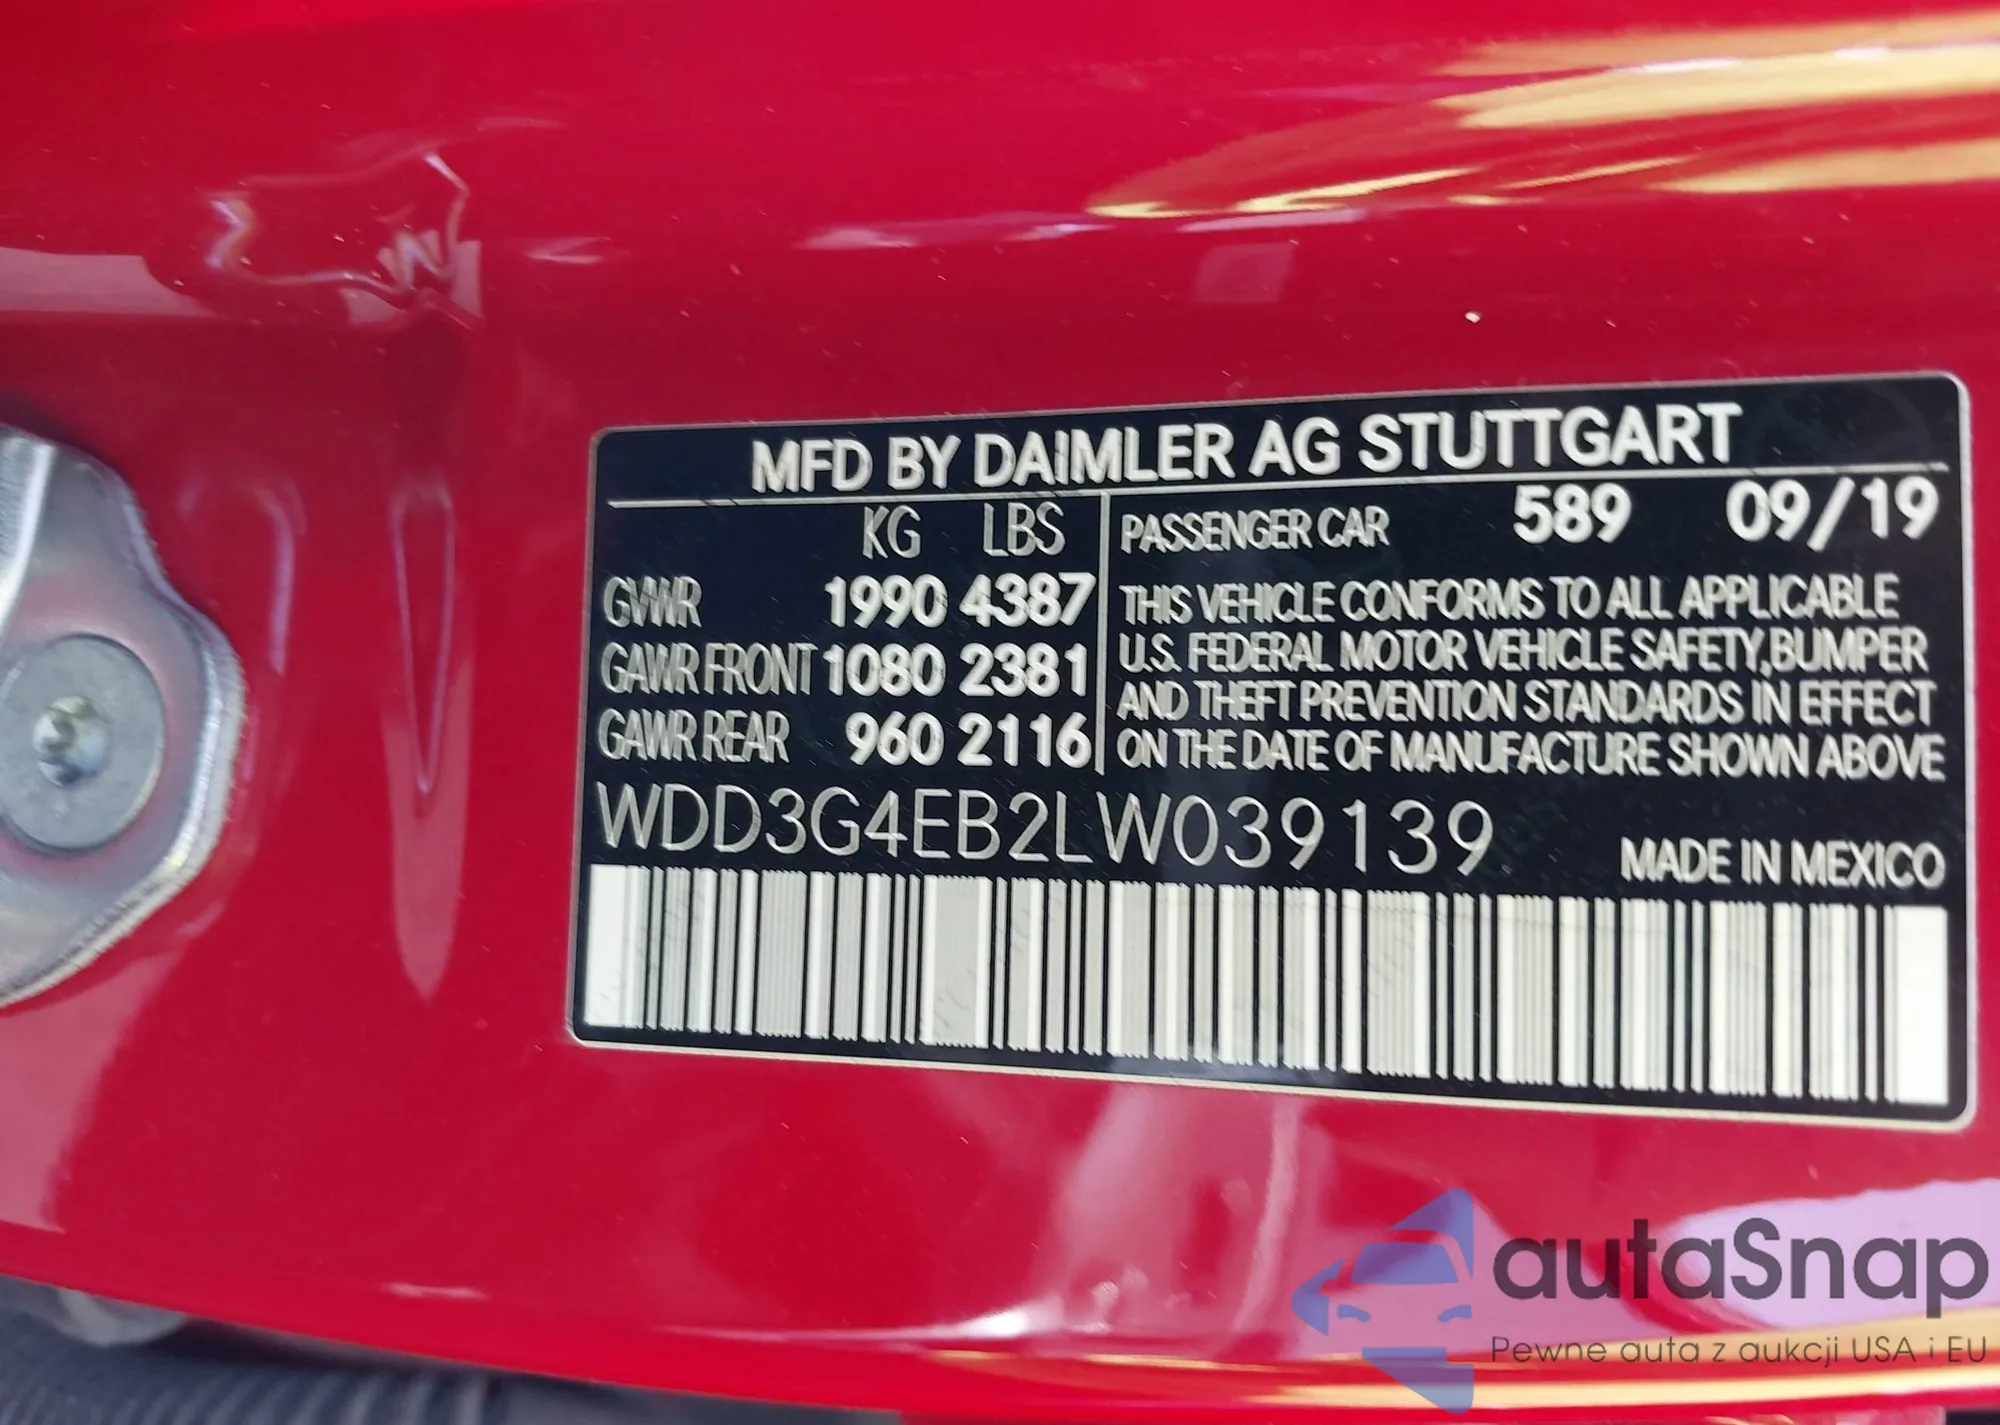 MFD BY DAIMLER AG STUTTGART
KG LBS
GVWR 1990 4387
GAWR FRONT 1080 2381
GAWR REAR 960 2116
PASSENGER CAR 589 09/19
THIS VEHICLE CONFORMS TO ALL APPLICABLE
U.S. FEDERAL MOTOR VEHICLE SAFETY,BUMPER
AND THEFT PREVENTION STANDARDS IN EFFECT
ON THE DATE OF MANUFACTURE SHOWN ABOVE
WDD3G4EB2LW039139
MADE IN MEXICO
autaSnap
Pewne auta z aukcji USA i EU